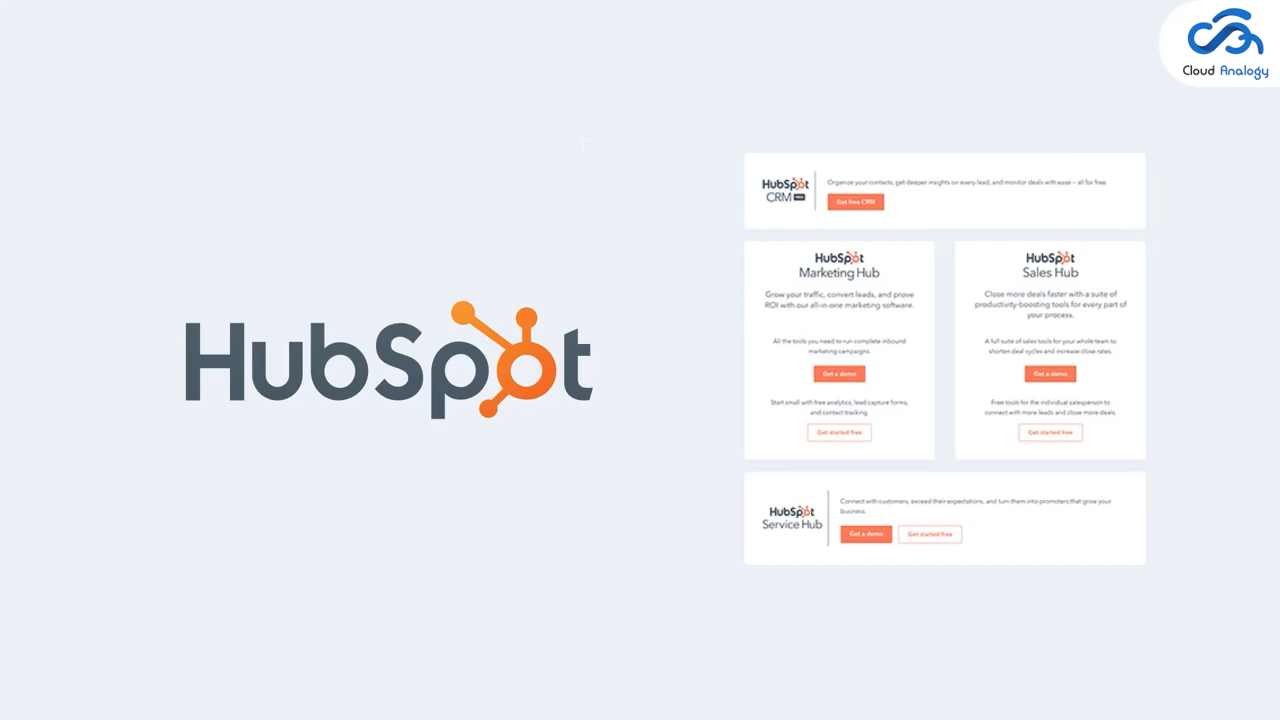 Cloud Analogy
HubSpot
HubSpot
CRM FREE
Organize your contacts, get deeper insights on every lead, and monitor deals with ease – all for free.
Get free CRM
HubSpot
Marketing Hub
Grow your traffic, convert leads, and prove
ROI with our all-in-one marketing software.
All the tools you need to run complete inbound
marketing campaigns.
Get a demo
Start small with free analytics, lead capture forms,
and contact tracking.
Get started free
HubSpot
Sales Hub
Close more deals faster with a suite of
productivity-boosting tools for every part of
your process.
A full suite of sales tools for your whole team to
shorten deal cycles and increase close rates.
Get a demo
Free tools for the individual salesperson to
connect with more leads and close more deals.
Get started free
HubSpot
Service Hub
Connect with customers, exceed their expectations, and turn them into promoters that grow your
business.
Get a demo
Get started free